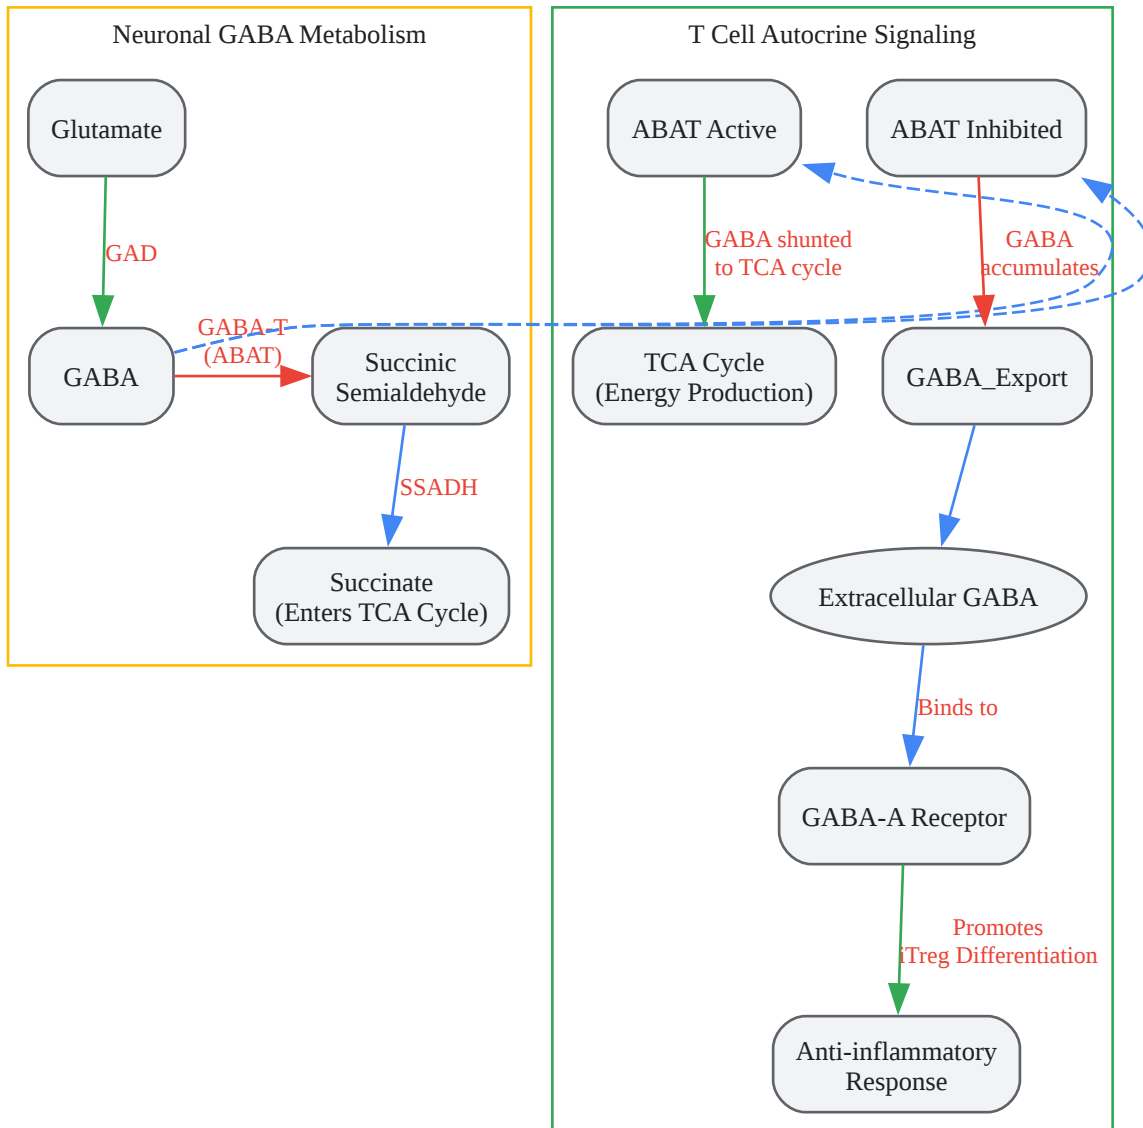 Neuronal GABA Metabolism
Glutamate
GAD
GABA
GABA-T
(ABAT)
Succinic
Semialdehyde
SSADH
Succinate
(Enters TCA Cycle)
T Cell Autocrine Signaling
ABAT Active
ABAT Inhibited
GABA shunted
to TCA cycle
GABA
accumulates
TCA Cycle
(Energy Production)
GABA_Export
Extracellular GABA
Binds to
GABA-A Receptor
Promotes
iTreg Differentiation
Anti-inflammatory
Response